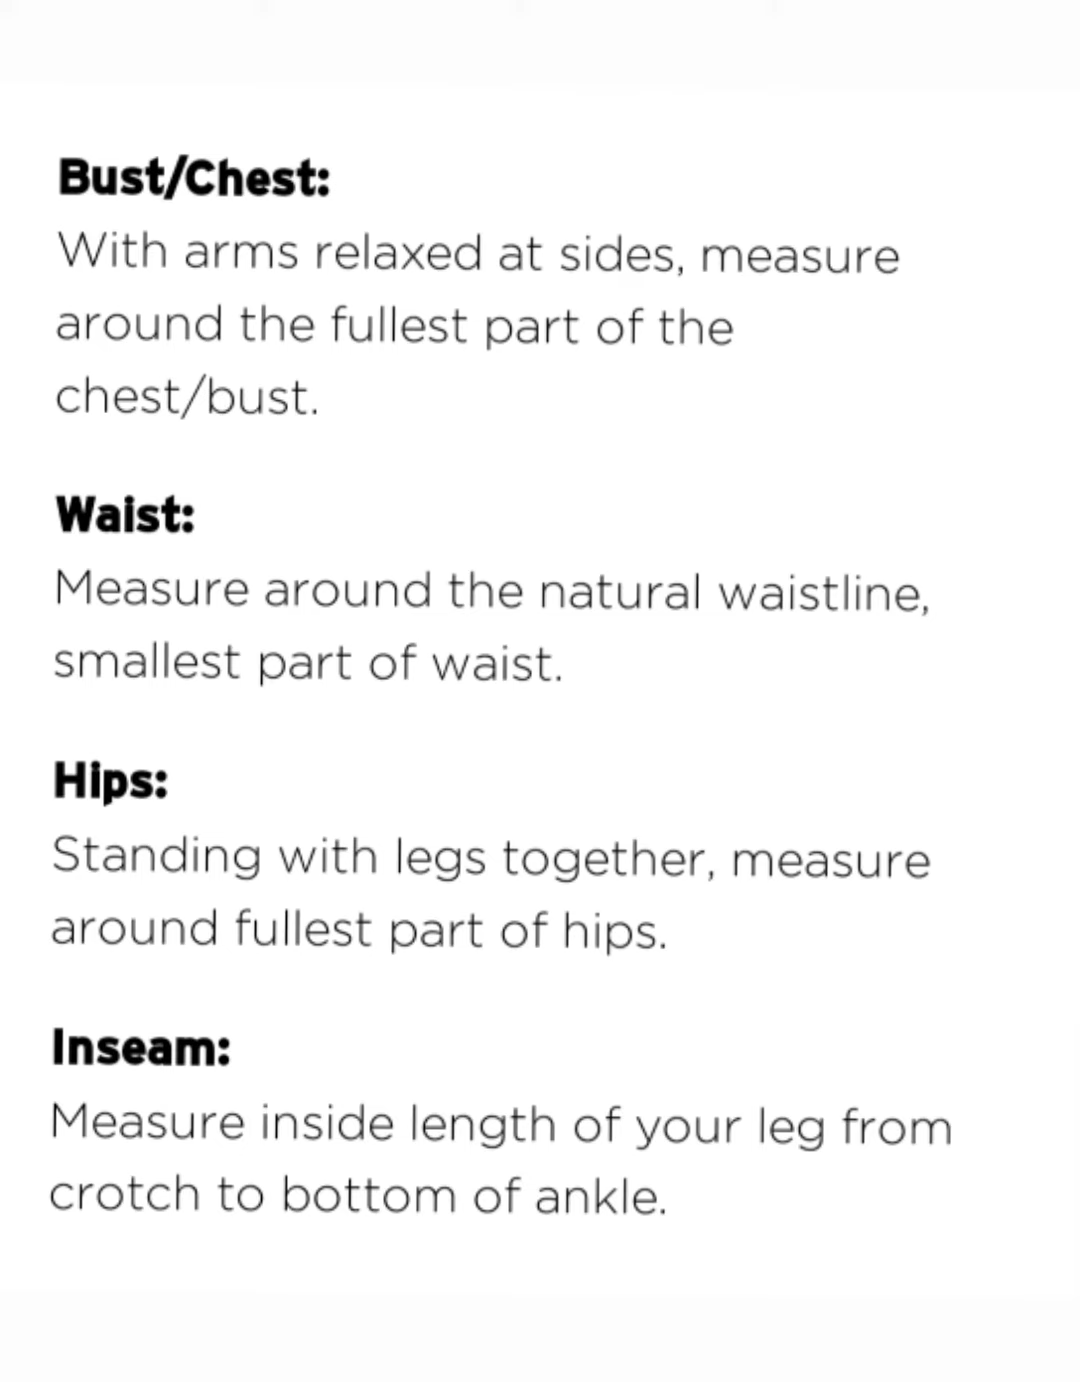 Bust/Chest:
With arms relaxed at sides, measure
around the fullest part of the
chest/bust.
Waist:
Measure around the natural waistline,
smallest part of waist.
Hips:
Standing with legs together, measure
around fullest part of hips.
Inseam:
Measure inside length of your leg from
crotch to bottom of ankle.